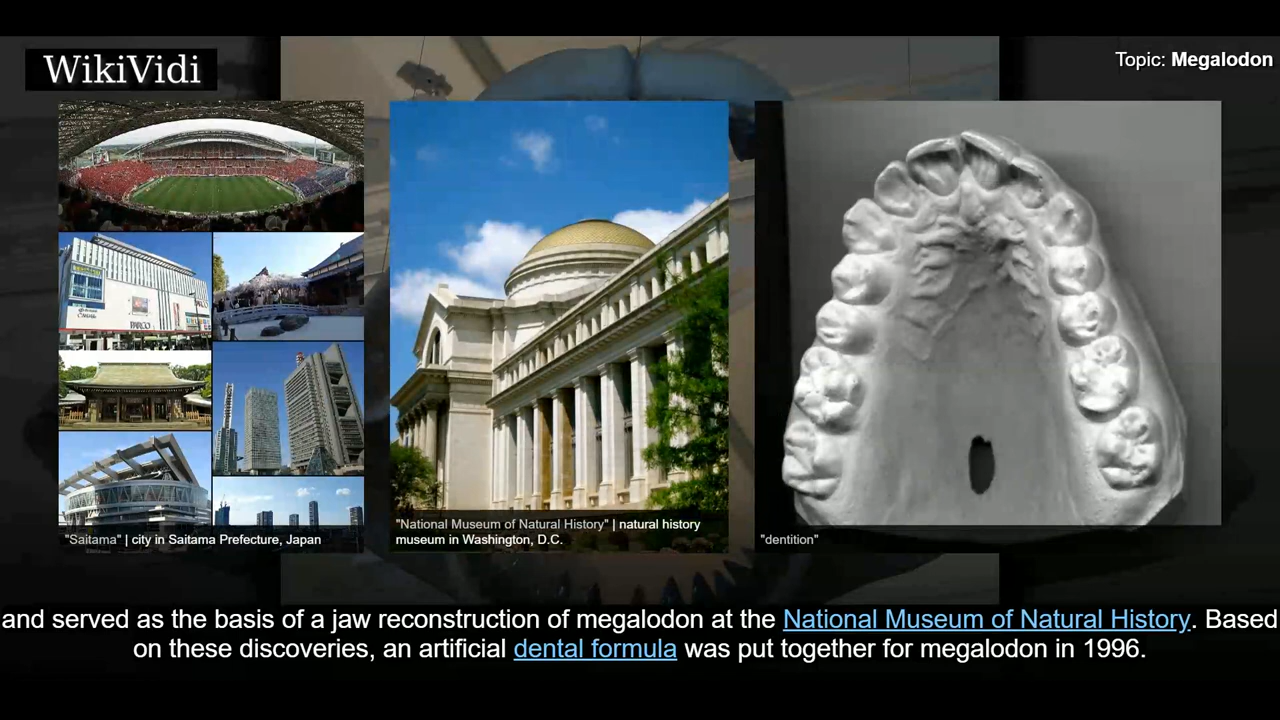 WikiVidi
Topic: Megalodon
PARCO
"Saitama" | city in Saitama Prefecture, Japan
"National Museum of Natural History" | natural history
museum in Washington, D.C.
"dentition"
and served as the basis of a jaw reconstruction of megalodon at the National Museum of Natural History. Based
on these discoveries, an artificial dental formula was put together for megalodon in 1996.